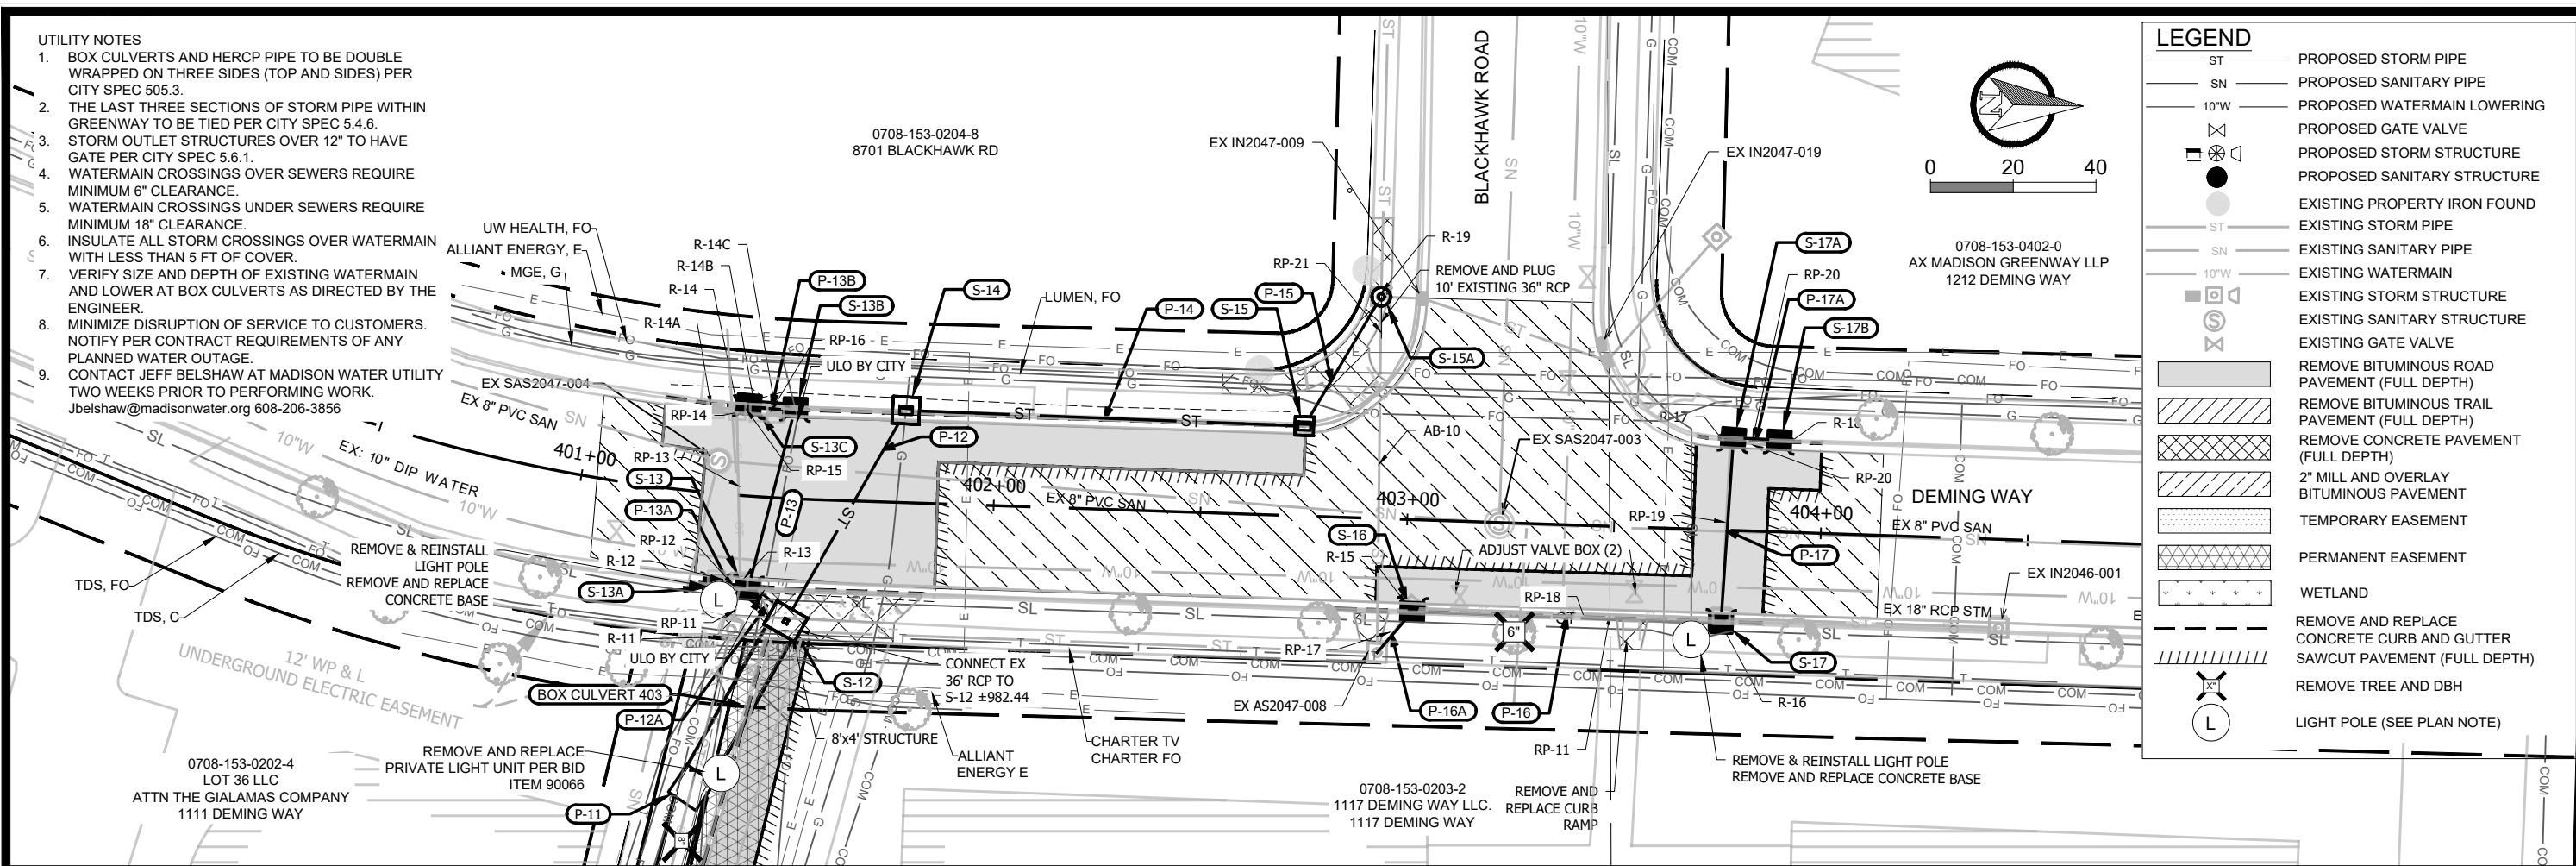 UTILITY NOTES
1. BOX CULVERTS AND HERCP PIPE TO BE DOUBLE
WRAPPED ON THREE SIDES (TOP AND SIDES) PER
CITY SPEC 505.3.
2. THE LAST THREE SECTIONS OF STORM PIPE WITHIN
GREENWAY TO BE TIED PER CITY SPEC 5.4.6.
3. STORM OUTLET STRUCTURES OVER 12" TO HAVE
GATE PER CITY SPEC 5.6.1.
4. WATERMAIN CROSSINGS OVER SEWERS REQUIRE
MINIMUM 6" CLEARANCE.
5. WATERMAIN CROSSINGS UNDER SEWERS REQUIRE
MINIMUM 18" CLEARANCE.
6. INSULATE ALL STORM CROSSINGS OVER WATERMAIN
WITH LESS THAN 5 FT OF COVER.
7. VERIFY SIZE AND DEPTH OF EXISTING WATERMAIN
AND LOWER AT BOX CULVERTS AS DIRECTED BY THE
ENGINEER.
8. MINIMIZE DISRUPTION OF SERVICE TO CUSTOMERS.
NOTIFY PER CONTRACT REQUIREMENTS OF ANY
PLANNED WATER OUTAGE.
9. CONTACT JEFF BELSHAW AT MADISON WATER UTILITY
TWO WEEKS PRIOR TO PERFORMING WORK.
Jbelshaw@madisonwater.org 608-206-3856
0708-153-0204-8
8701 BLACKHAWK RD
EX IN2047-009
BLACKHAWK ROAD
EX IN2047-019
N
0 20 40
0708-153-0402-0
AX MADISON GREENWAY LLP
1212 DEMING WAY
UW HEALTH, FO
ALLIANT ENERGY, E
MGE, G
R-14C
R-14B
R-14
R-14A
P-13B
S-13B
RP-16
ULO BY CITY
S-14
LUMEN, FO
P-14
S-15
P-15
RP-21
R-19
REMOVE AND PLUG
10' EXISTING 36" RCP
S-15A
S-17A
RP-20
P-17A
S-17B
EX SAS2047-004
EX 8" PVC SAN
RP-14
S-13C
RP-15
P-12
AB-10
EX SAS2047-003
R-17
R-18
RP-20
10"W
EX: 10" DIP WATER
10"W
401+00
RP-13
S-13
P-13A
P-13
ST
402+00
EX 8" PVC SAN
403+00
RP-19
DEMING WAY
404+00
EX 8" PVC SAN
RP-12
R-12
R-13
S-16
R-15
ADJUST VALVE BOX (2)
P-17
EX IN2046-001
RP-18
EX 18" RCP STM
REMOVE & REINSTALL
LIGHT POLE
REMOVE AND REPLACE
CONCRETE BASE
TDS, FO
TDS, C
S-13A
L
RP-11
R-11
ULO BY CITY
12' WP & L
UNDERGROUND ELECTRIC EASEMENT
BOX CULVERT 403
P-12A
S-12
CONNECT EX
36' RCP TO
S-12 ±982.44
8'x4' STRUCTURE
ALLIANT
ENERGY E
CHARTER TV
CHARTER FO
RP-17
6"
L
S-17
R-16
EX AS2047-008
P-16A
P-16
RP-11
REMOVE AND
REPLACE CURB
RAMP
REMOVE & REINSTALL LIGHT POLE
REMOVE AND REPLACE CONCRETE BASE
REMOVE AND REPLACE
PRIVATE LIGHT UNIT PER BID
ITEM 90066
L
P-11
8"
0708-153-0202-4
LOT 36 LLC
ATTN THE GIALAMAS COMPANY
1111 DEMING WAY
0708-153-0203-2
1117 DEMING WAY LLC.
1117 DEMING WAY
LEGEND
ST PROPOSED STORM PIPE
SN PROPOSED SANITARY PIPE
10"W PROPOSED WATERMAIN LOWERING
PROPOSED GATE VALVE
PROPOSED STORM STRUCTURE
PROPOSED SANITARY STRUCTURE
EXISTING PROPERTY IRON FOUND
ST EXISTING STORM PIPE
SN EXISTING SANITARY PIPE
10"W EXISTING WATERMAIN
EXISTING STORM STRUCTURE
S EXISTING SANITARY STRUCTURE
EXISTING GATE VALVE
REMOVE BITUMINOUS ROAD
PAVEMENT (FULL DEPTH)
REMOVE BITUMINOUS TRAIL
PAVEMENT (FULL DEPTH)
REMOVE CONCRETE PAVEMENT
(FULL DEPTH)
2" MILL AND OVERLAY
BITUMINOUS PAVEMENT
TEMPORARY EASEMENT
PERMANENT EASEMENT
WETLAND
REMOVE AND REPLACE
CONCRETE CURB AND GUTTER
SAWCUT PAVEMENT (FULL DEPTH)
X" REMOVE TREE AND DBH
L LIGHT POLE (SEE PLAN NOTE)